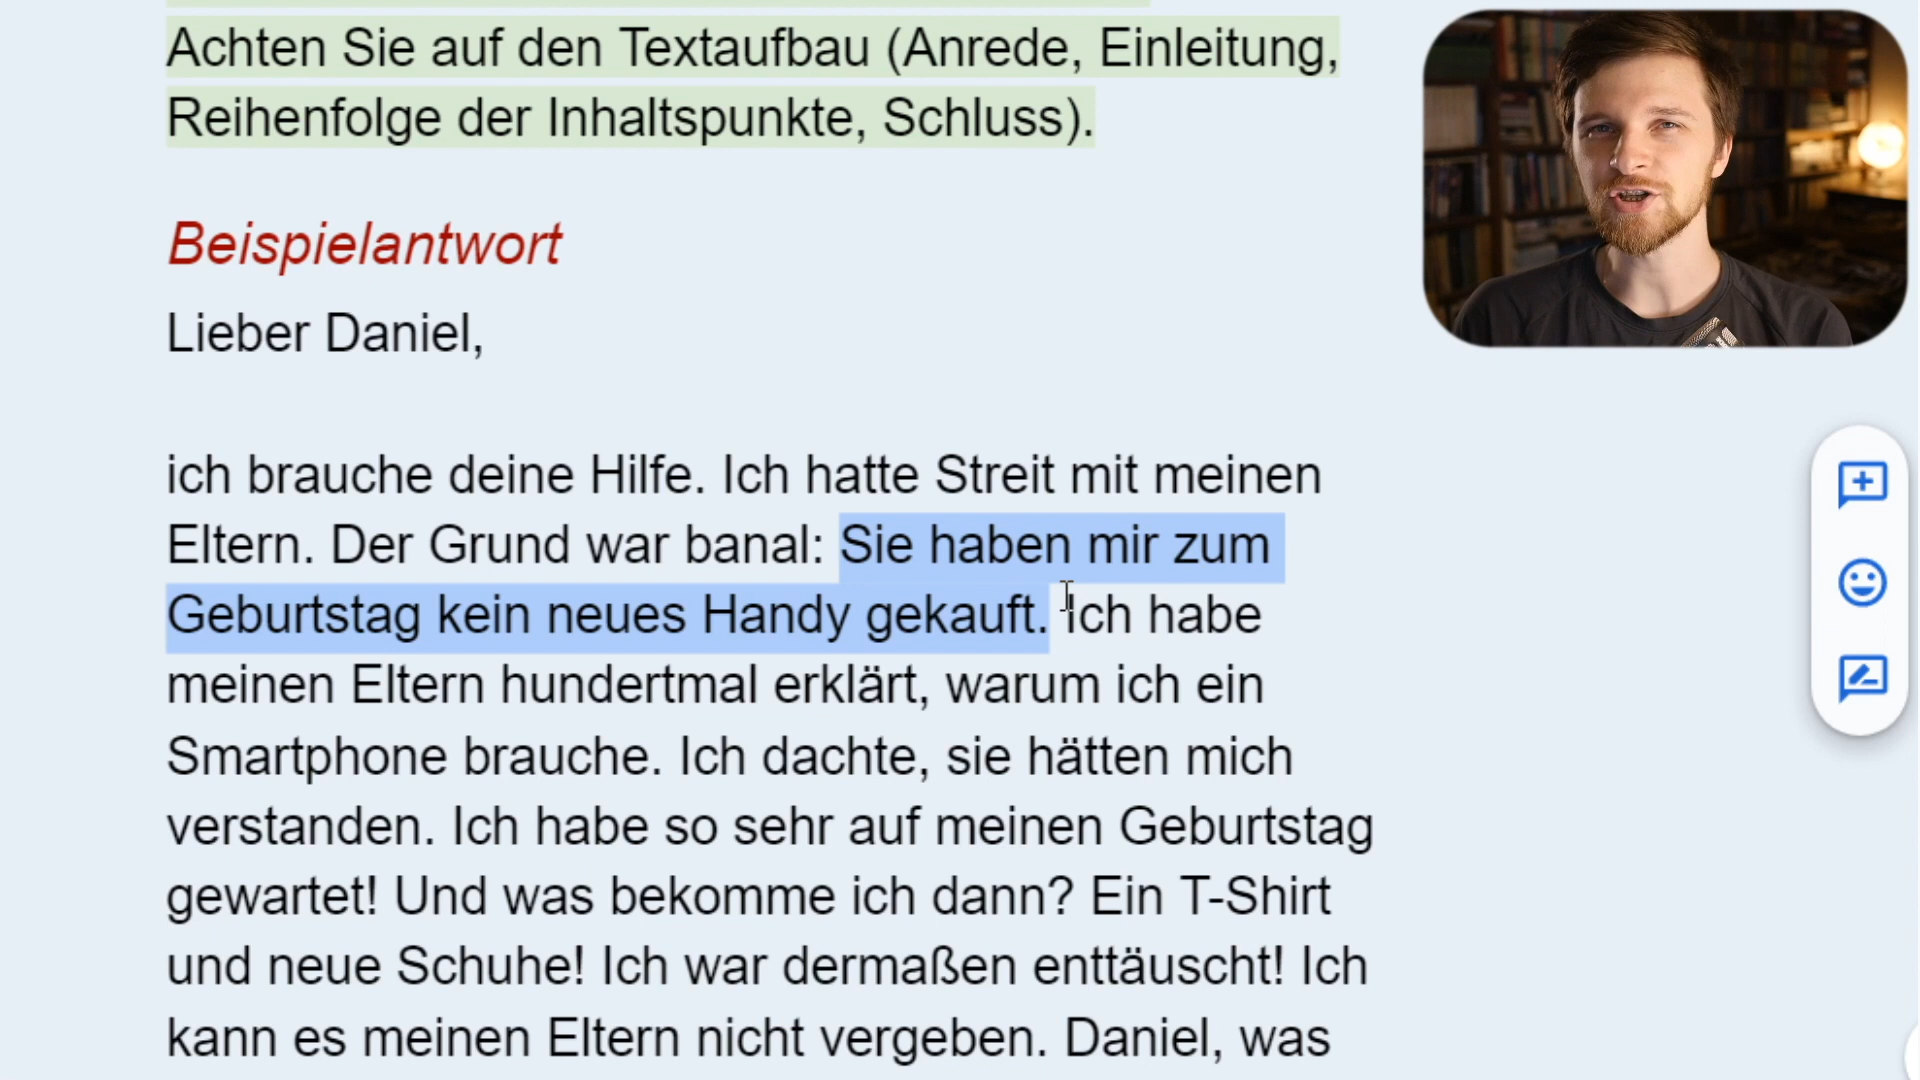 Achten Sie auf den Textaufbau (Anrede, Einleitung,
Reihenfolge der Inhaltspunkte, Schluss).
Beispielantwort
Lieber Daniel,
ich brauche deine Hilfe. Ich hatte Streit mit meinen
Eltern. Der Grund war banal: Sie haben mir zum
Geburtstag kein neues Handy gekauft. Ich habe
meinen Eltern hundertmal erklärt, warum ich ein
Smartphone brauche. Ich dachte, sie hätten mich
verstanden. Ich habe so sehr auf meinen Geburtstag
gewartet! Und was bekomme ich dann? Ein T-Shirt
und neue Schuhe! Ich war dermaßen enttäuscht! Ich
kann es meinen Eltern nicht vergeben. Daniel, was